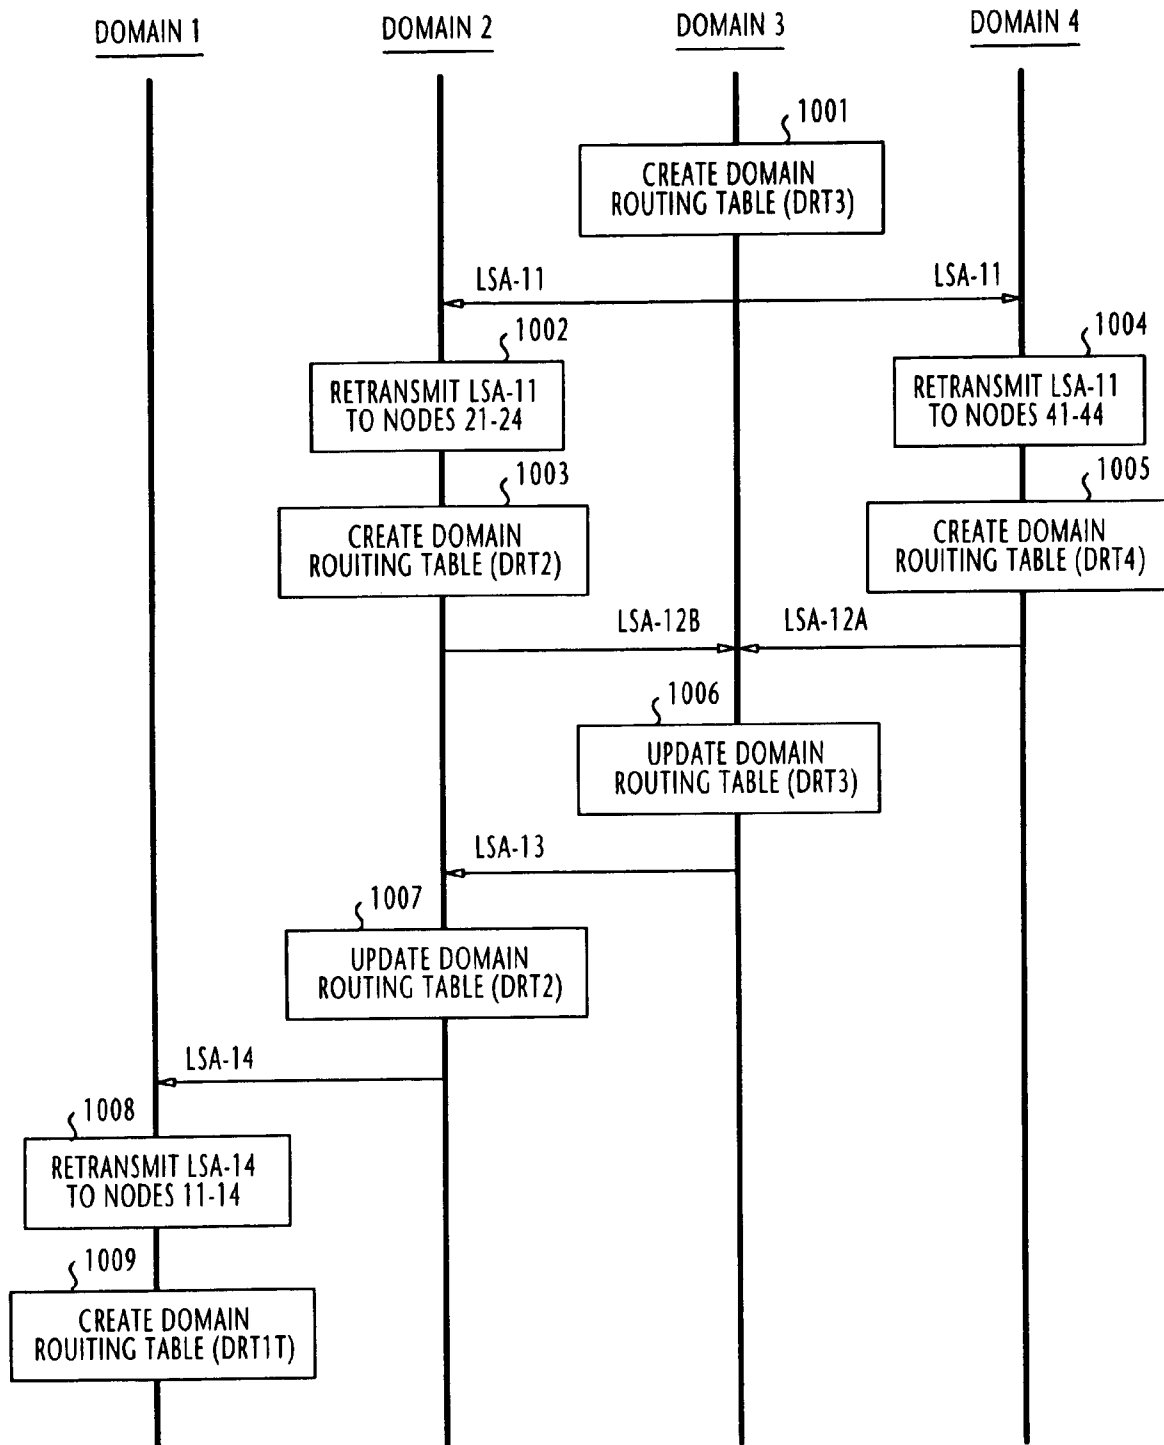 DOMAIN 1
DOMAIN 2
DOMAIN 3
DOMAIN 4
1001
CREATE DOMAIN
ROUTING TABLE (DRT3)
LSA-11
LSA-11
1002
RETRANSMIT LSA-11
TO NODES 21-24
1004
RETRANSMIT LSA-11
TO NODES 41-44
1003
CREATE DOMAIN
ROUITING TABLE (DRT2)
1005
CREATE DOMAIN
ROUITING TABLE (DRT4)
LSA-12B
LSA-12A
1006
UPDATE DOMAIN
ROUTING TABLE (DRT3)
LSA-13
1007
UPDATE DOMAIN
ROUTING TABLE (DRT2)
LSA-14
1008
RETRANSMIT LSA-14
TO NODES 11-14
1009
CREATE DOMAIN
ROUITING TABLE (DRT1T)